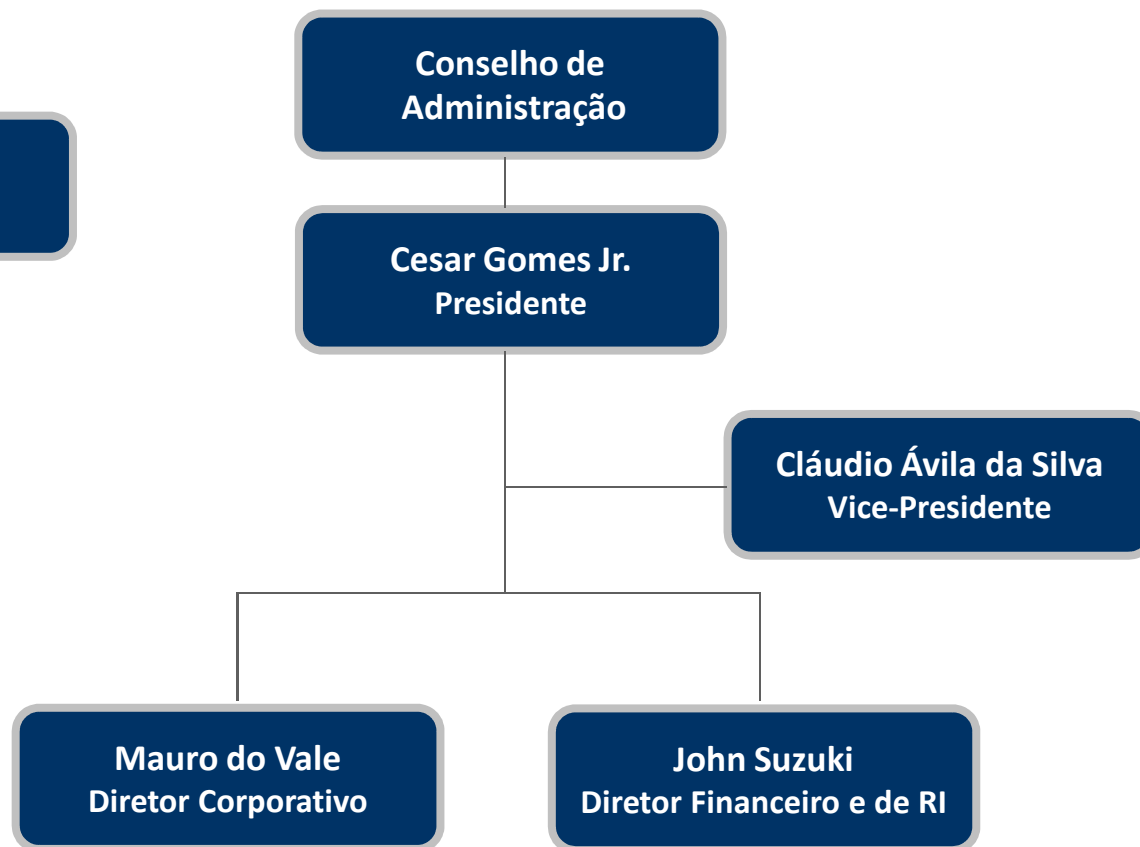 Conselho de
Administração
Cesar Gomes Jr.
Presidente
Cláudio Ávila da Silva
Vice-Presidente
Mauro do Vale
Diretor Corporativo
John Suzuki
Diretor Financeiro e de RI